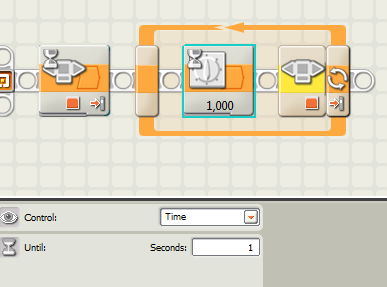 1,000
Control: Time
Until: Seconds: 1